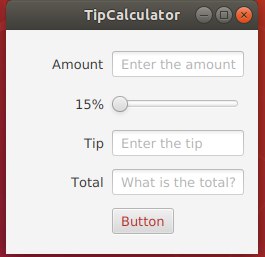 TipCalculator
Amount Enter the amount
15%
Tip Enter the tip
Total What is the total?
Button